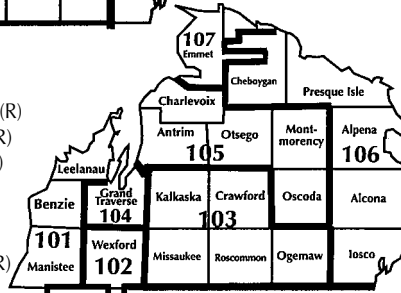 107
Emmet
Cheboygan
Presque Isle
Charlevoix
(R)
R)
)
Antrim
Otsego
Mont-
morency
Alpena
105
106
Leelanau
Grand
Traverse
104
Kalkaska
Crawford
Oscoda
Alcona
Benzie
103
101
Manistee
Wexford
102
Missaukee
Roscommon
Ogemaw
Iosco
R)